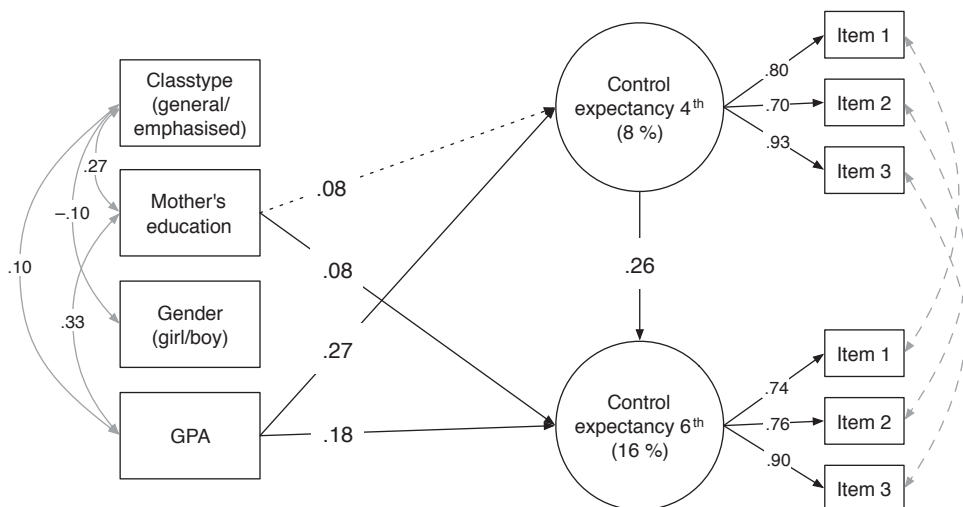 Classtype
(general/
emphasised)
Mother's
education
Gender
(girl/boy)
GPA
.27
–.10
.10
.33
.08
.08
.27
.18
Control
expectancy 4th
(8 %)
.26
Control
expectancy 6th
(16 %)
.80
.70
.93
Item 1
Item 2
Item 3
.74
.76
.90
Item 1
Item 2
Item 3